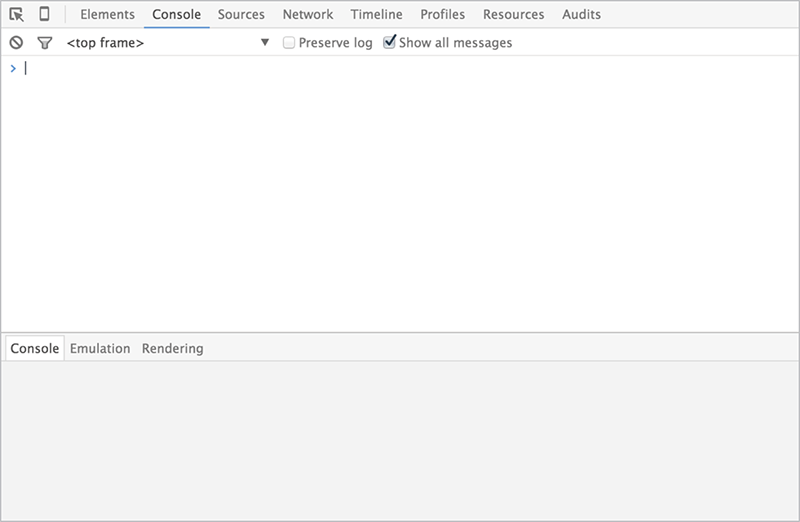 Elements Console Sources Network Timeline Profiles Resources Audits
<top frame> Preserve log Show all messages
>
Console Emulation Rendering